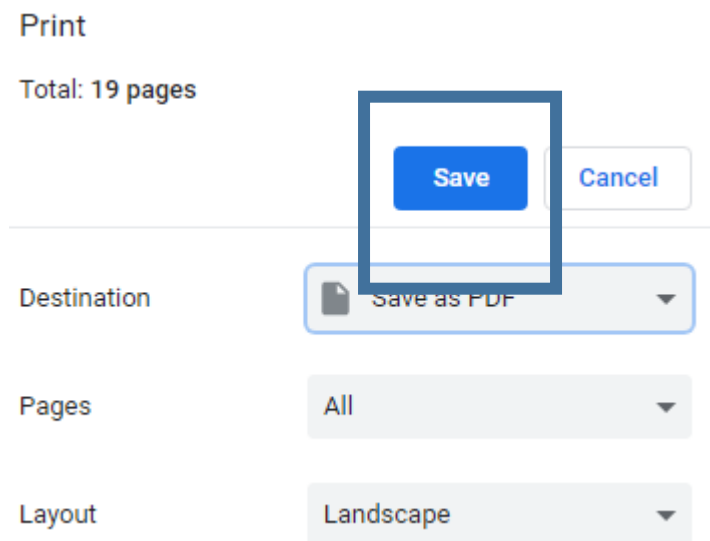 Print
Total: 19 pages
Save Cancel
Destination Save as PDF
Pages All
Layout Landscape